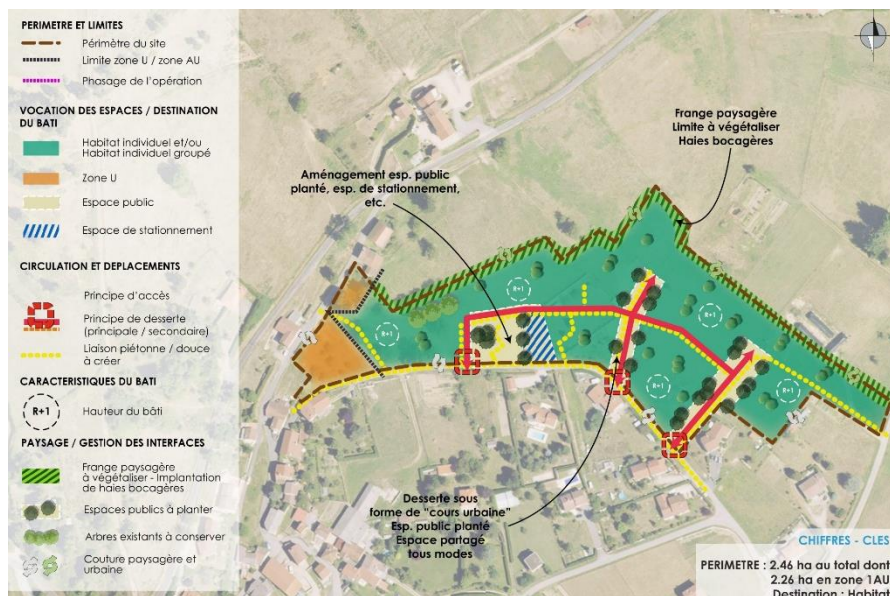 PERIMETRE ET LIMITES
Périmètre du site
Limite zone U / zone AU
Phasage de l'opération
VOCATION DES ESPACES / DESTINATION
DU BATI
Habitat individuel et/ou
Habitat individuel groupé
Zone U
Espace public
Espace de stationnement
CIRCULATION ET DEPLACEMENTS
Principe d'accès
Principe de desserte
(principale / secondaire)
Liaison piétonne / douce
à créer
CARACTERISTIQUES DU BATI
R+1
Hauteur du bâti
PAYSAGE / GESTION DES INTERFACES
Frange paysagère
à végétaliser - Implantation
de haies bocagères
Espaces publics à planter
Arbres existants à conserver
Couture paysagère et
urbaine
Frange paysagère
Limite à végétaliser
Haies bocagères
Aménagement esp. public
planté, esp. de stationnement,
etc.
R+1
R+1
R+1
R+1
R+1
R+1
Desserte sous
forme de "cours urbaine"
Esp. public planté
Espace partagé
tous modes
CHIFFRES - CLES
PERIMETRE : 2.46 ha au total dont
2.26 ha en zone 1AU
Destination : Habitat